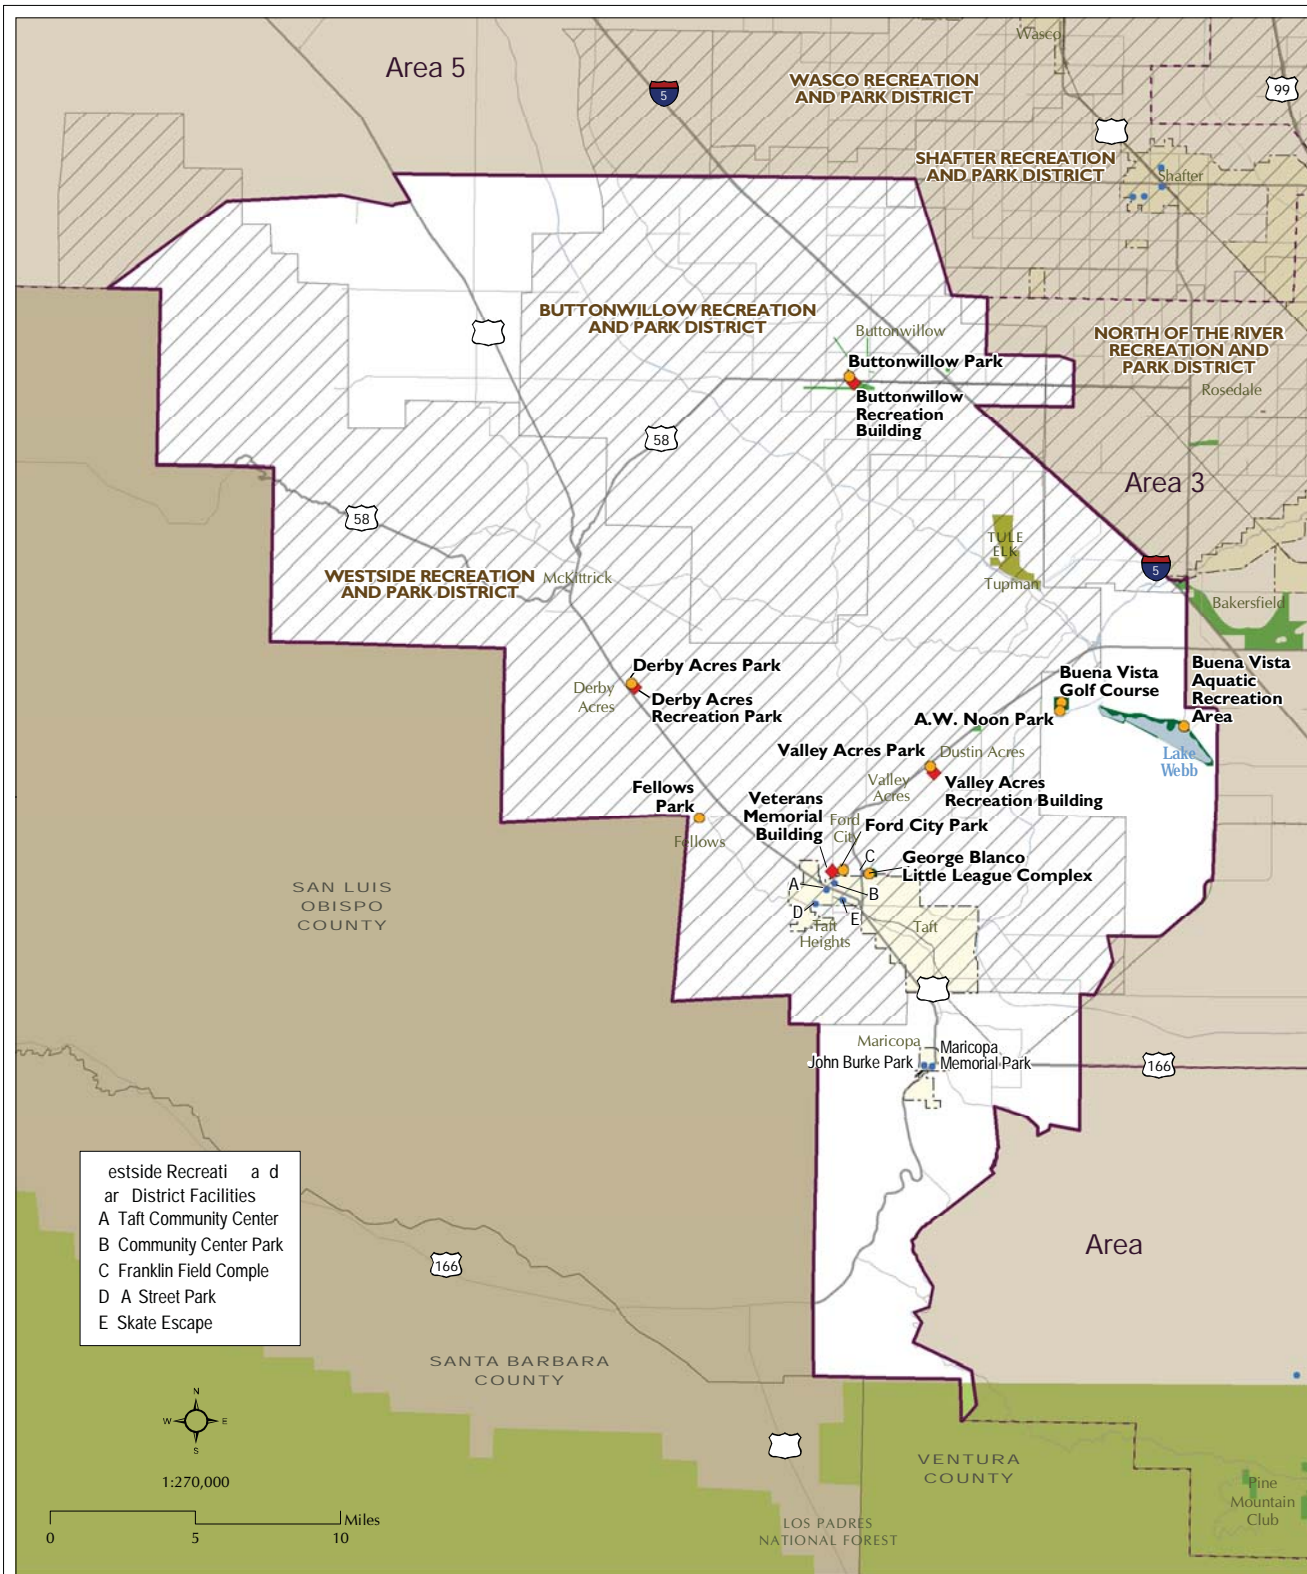 Area 5
Wasco
WASCO RECREATION
AND PARK DISTRICT
5
99
SHAFTER RECREATION
AND PARK DISTRICT
Shafter
BUTTONWILLOW RECREATION
AND PARK DISTRICT
Buttonwillow
Buttonwillow Park
Buttonwillow
Recreation
Building
NORTH OF THE RIVER
RECREATION AND
PARK DISTRICT
Rosedale
58
Area 3
58
TULE
ELK
Tupman
5
WESTSIDE RECREATION
AND PARK DISTRICT
McKittrick
Bakersfield
Derby Acres Park
Derby
Acres
Derby Acres
Recreation Park
Buena Vista
Golf Course
Buena Vista
Aquatic
Recreation
Area
A.W. Noon Park
Valley Acres Park
Dustin Acres
Lake
Webb
Valley
Acres
Valley Acres
Recreation Building
Fellows
Park
Fellows
Veterans
Memorial
Building
Ford
City
Ford City Park
C
George Blanco
Little League Complex
A
B
D
E
Taft
Heights
Taft
SAN LUIS
OBISPO
COUNTY
Maricopa
John Burke Park
Maricopa
Memorial Park
166
estside Recreati a d
ar District Facilities
A Taft Community Center
B Community Center Park
C Franklin Field Comple
D A Street Park
E Skate Escape
Area
166
SANTA BARBARA
COUNTY
N
W E
S
1:270,000
Miles
0 5 10
VENTURA
COUNTY
LOS PADRES
NATIONAL FOREST
Pine
Mountain
Club